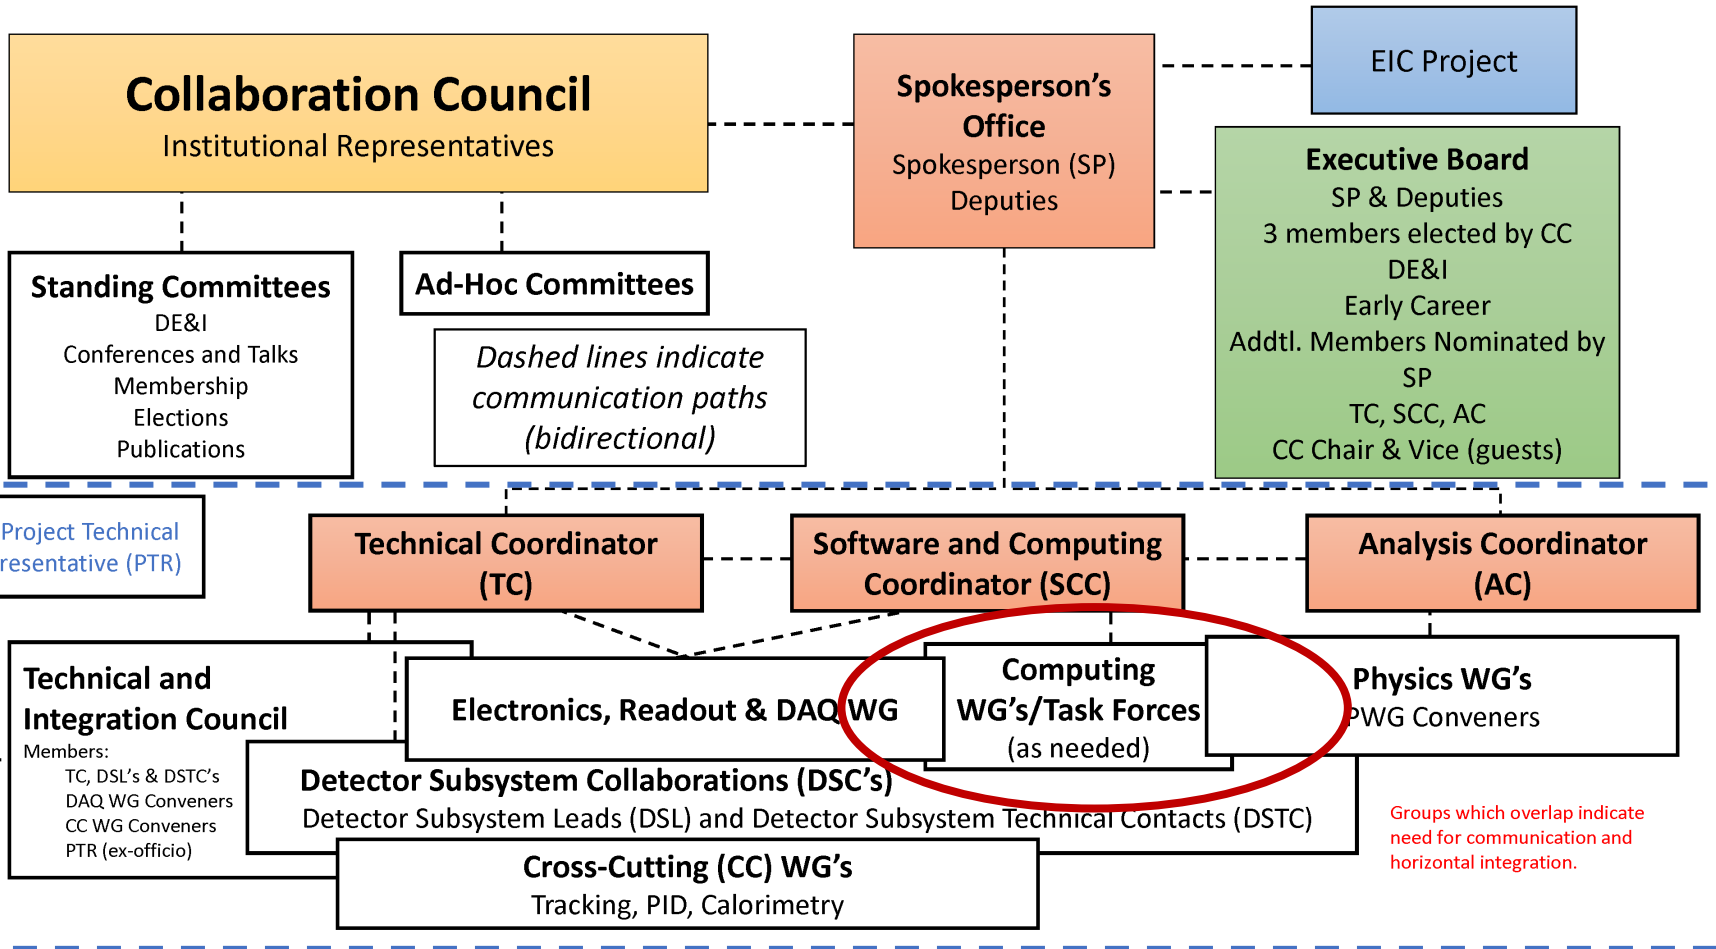 Collaboration Council
Institutional Representatives
Spokesperson's
Office
Spokesperson (SP)
Deputies
EIC Project
Executive Board
SP & Deputies
3 members elected by CC
DE&I
Early Career
Addtl. Members Nominated by
SP
TC, SCC, AC
CC Chair & Vice (guests)
Standing Committees
DE&I
Conferences and Talks
Membership
Elections
Publications
Ad-Hoc Committees
Dashed lines indicate
communication paths
(bidirectional)
Project Technical
resentative (PTR)
Technical Coordinator
(TC)
Software and Computing
Coordinator (SCC)
Analysis Coordinator
(AC)
Technical and
Integration Council
Members:
TC, DSL's & DSTC's
DAQ WG Conveners
CC WG Conveners
PTR (ex-officio)
Electronics, Readout & DAQ WG
Computing
WG's/Task Forces
(as needed)
Physics WG's
PWG Conveners
Detector Subsystem Collaborations (DSC's)
Detector Subsystem Leads (DSL) and Detector Subsystem Technical Contacts (DSTC)
Cross-Cutting (CC) WG's
Tracking, PID, Calorimetry
Groups which overlap indicate
need for communication and
horizontal integration.